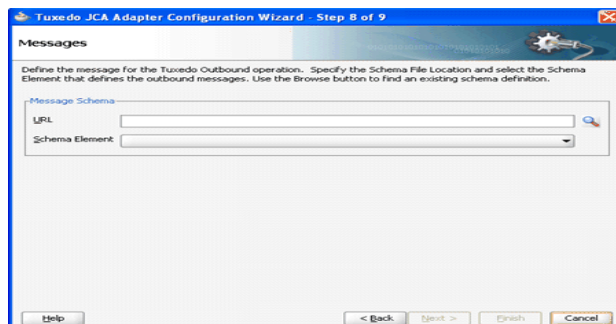 Tuxedo JCA Adapter Configuration Wizard - Step 8 of 9
Messages
Define the message for the Tuxedo Outbound operation. Specify the Schema File Location and select the Schema
Element that defines the outbound messages. Use the Browse button to find an existing schema definition.
Message Schema
URL
Schema Element
Help
< Back
Next >
Finish
Cancel